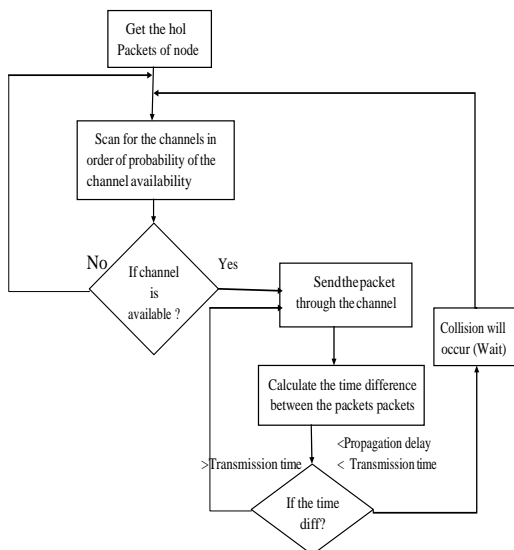 Get the hol
Packets of node
Scan for the channels in
order of probability of the
channel availability
No
If channel
is
available ?
Yes
Send the packet
through the channel
Collision will
occur (Wait)
Calculate the time difference
between the packets packets
<Propagation delay
>Transmission time
< Transmission time
If the time
diff?